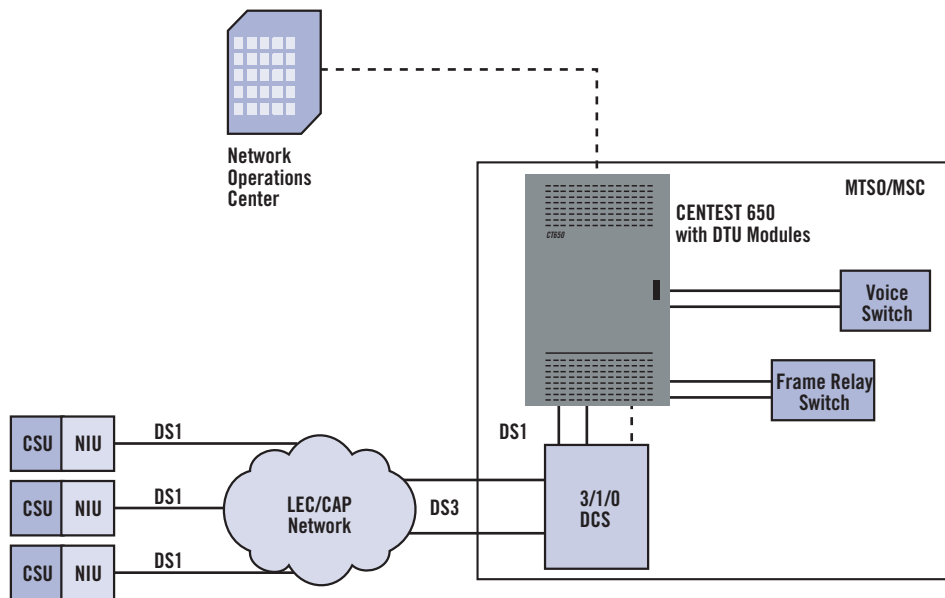 Network
Operations
Center
MTSO/MSC
CENTEST 650
with DTU Modules
CT650
Voice
Switch
Frame Relay
Switch
DS1
CSU NIU
DS1
CSU NIU
DS1
CSU NIU
DS1
LEC/CAP
Network
DS3
3/1/0
DCS